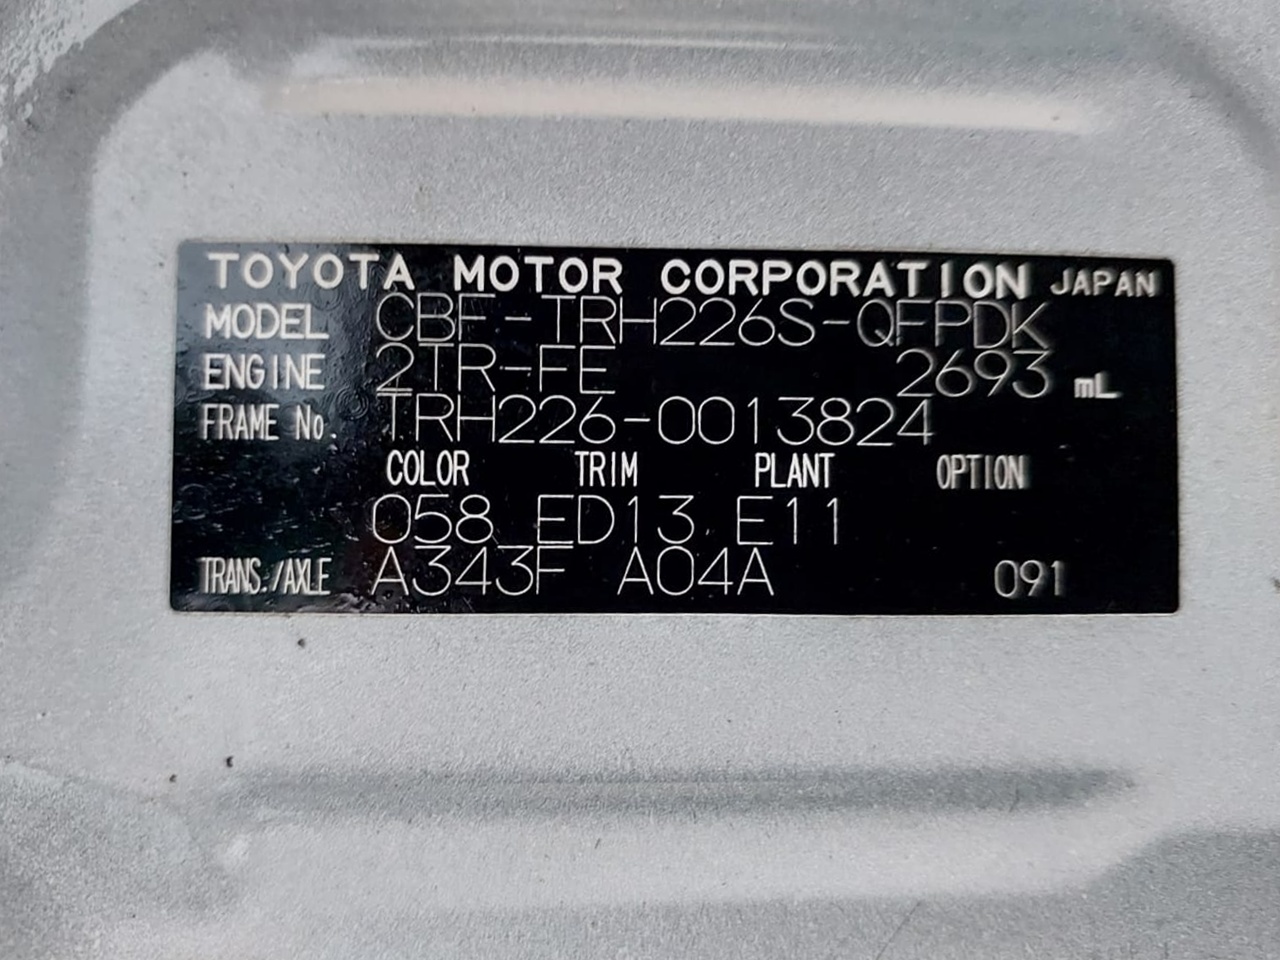 TOYOTA MOTOR CORPORATION JAPAN
MODEL CBF-TRH226S-QFPDK
ENGINE 2TR-FE 2693 mL
FRAME No. TRH226-0013824
COLOR TRIM PLANT OPTION
058 ED13 E11
TRANS./AXLE A343F A04A 091